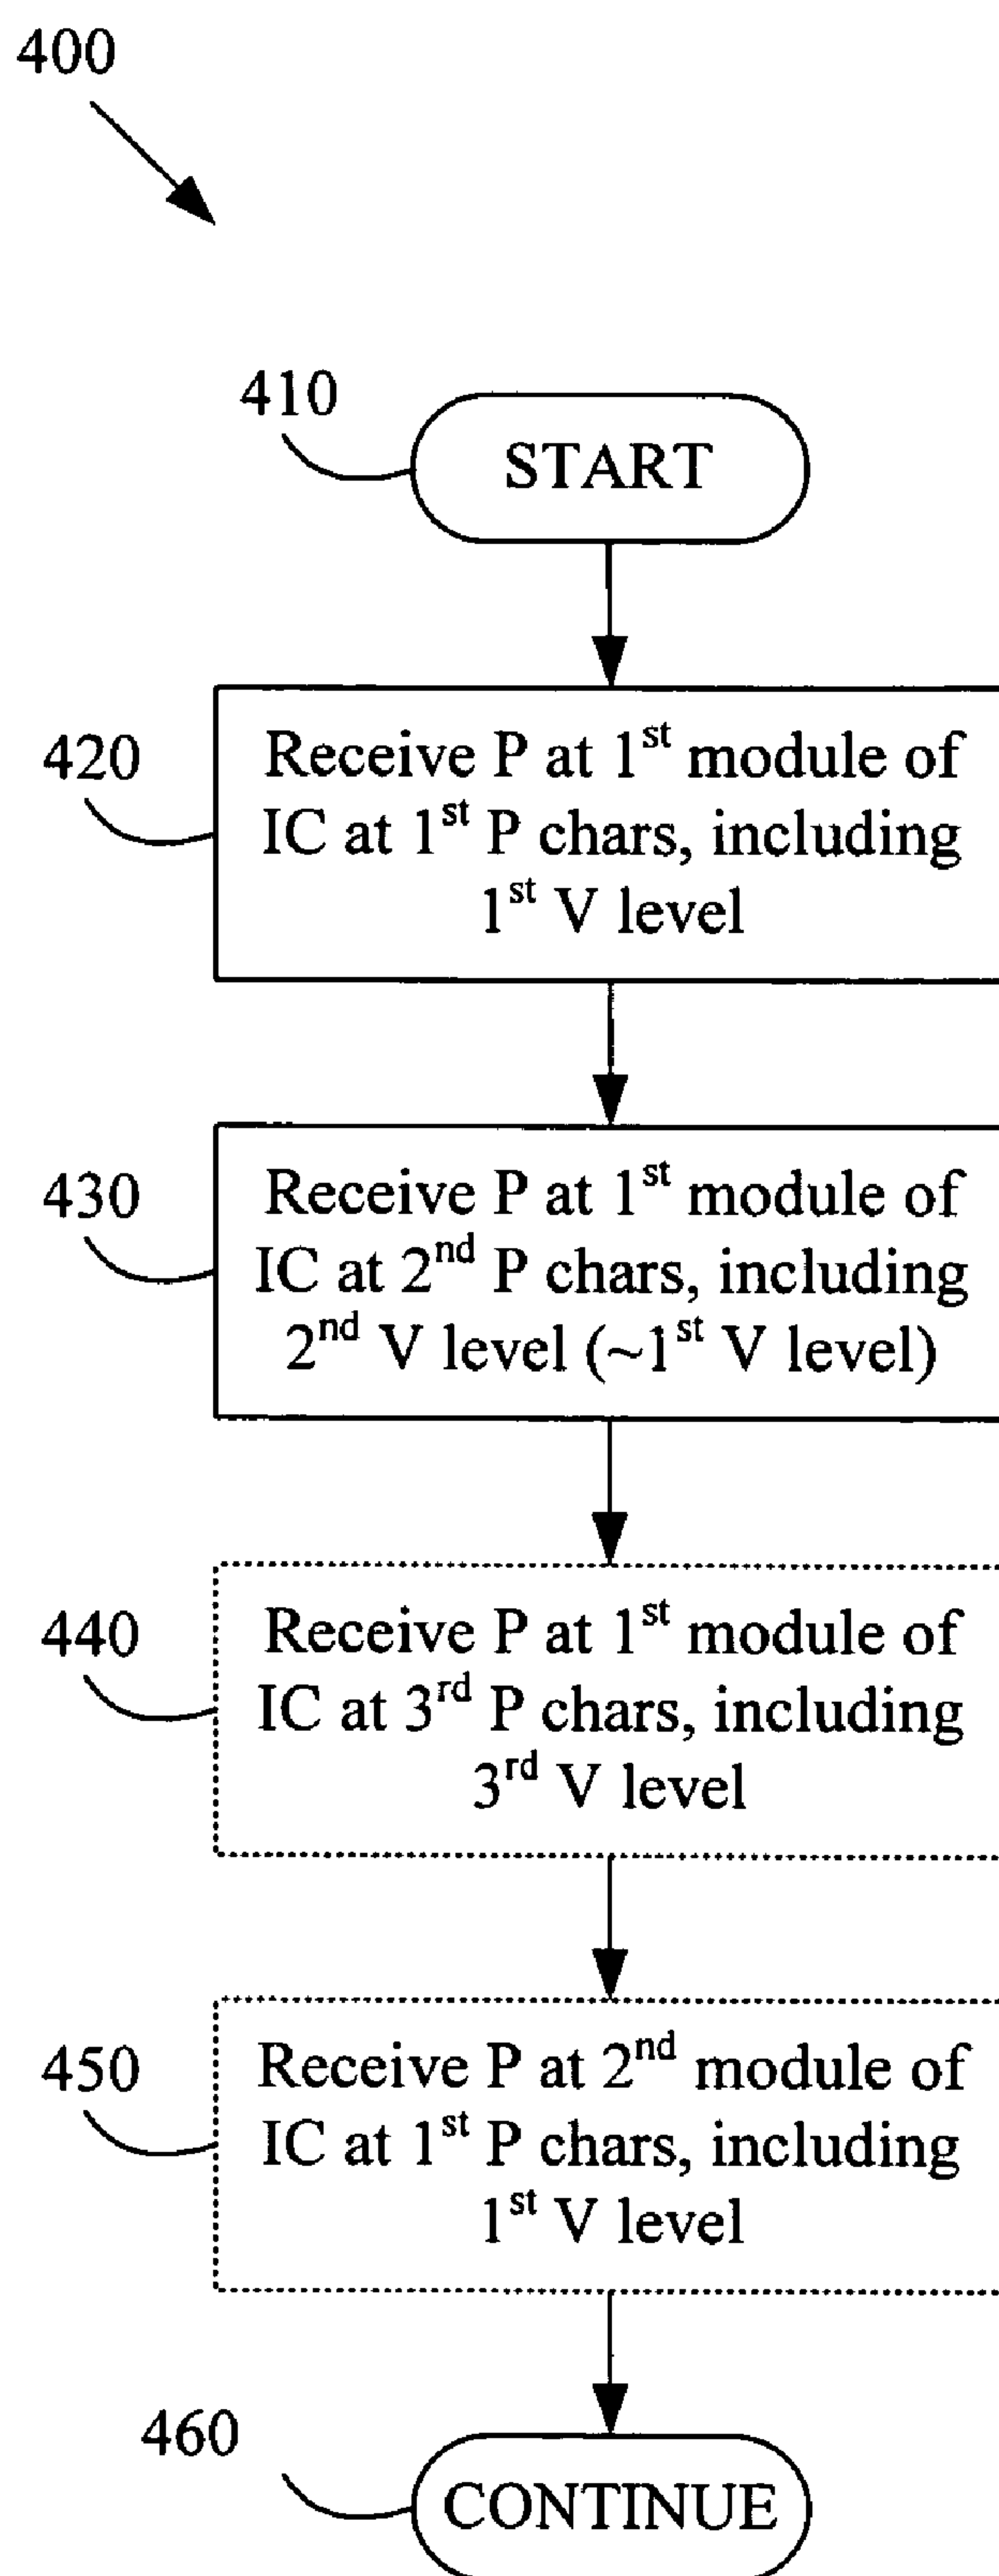 400
410
START
420
Receive P at 1st module of
IC at 1st P chars, including
1st V level
430
Receive P at 1st module of
IC at 2nd P chars, including
2nd V level (~1st V level)
440
Receive P at 1st module of
IC at 3rd P chars, including
3rd V level
450
Receive P at 2nd module of
IC at 1st P chars, including
1st V level
460
CONTINUE